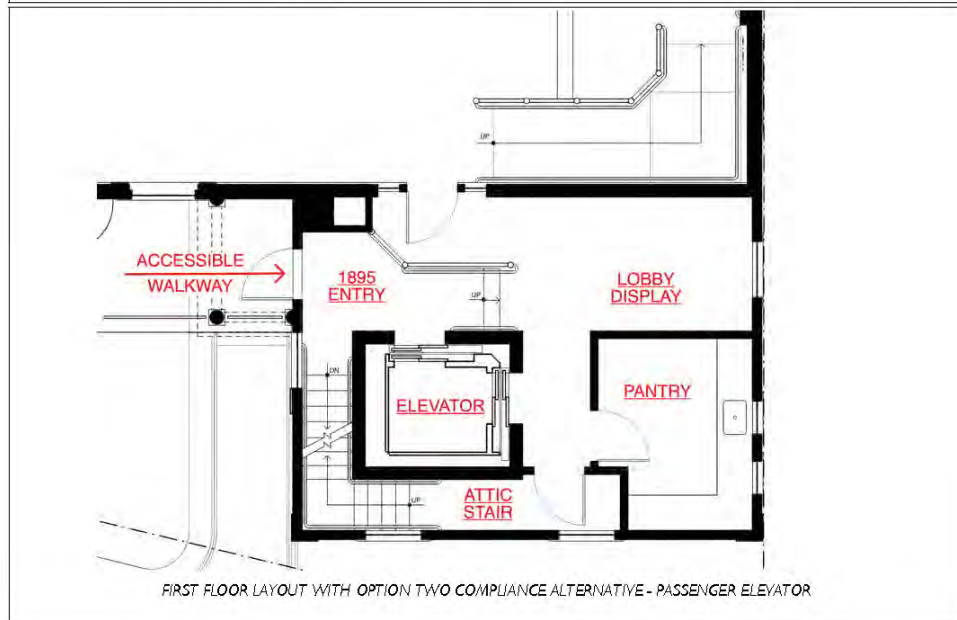 UP
ACCESSIBLE
WALKWAY
1895
ENTRY
UP
LOBBY
DISPLAY
DN
ELEVATOR
PANTRY
ATTIC
STAIR
UP
FIRST FLOOR LAYOUT WITH OPTION TWO COMPLIANCE ALTERNATIVE - PASSENGER ELEVATOR